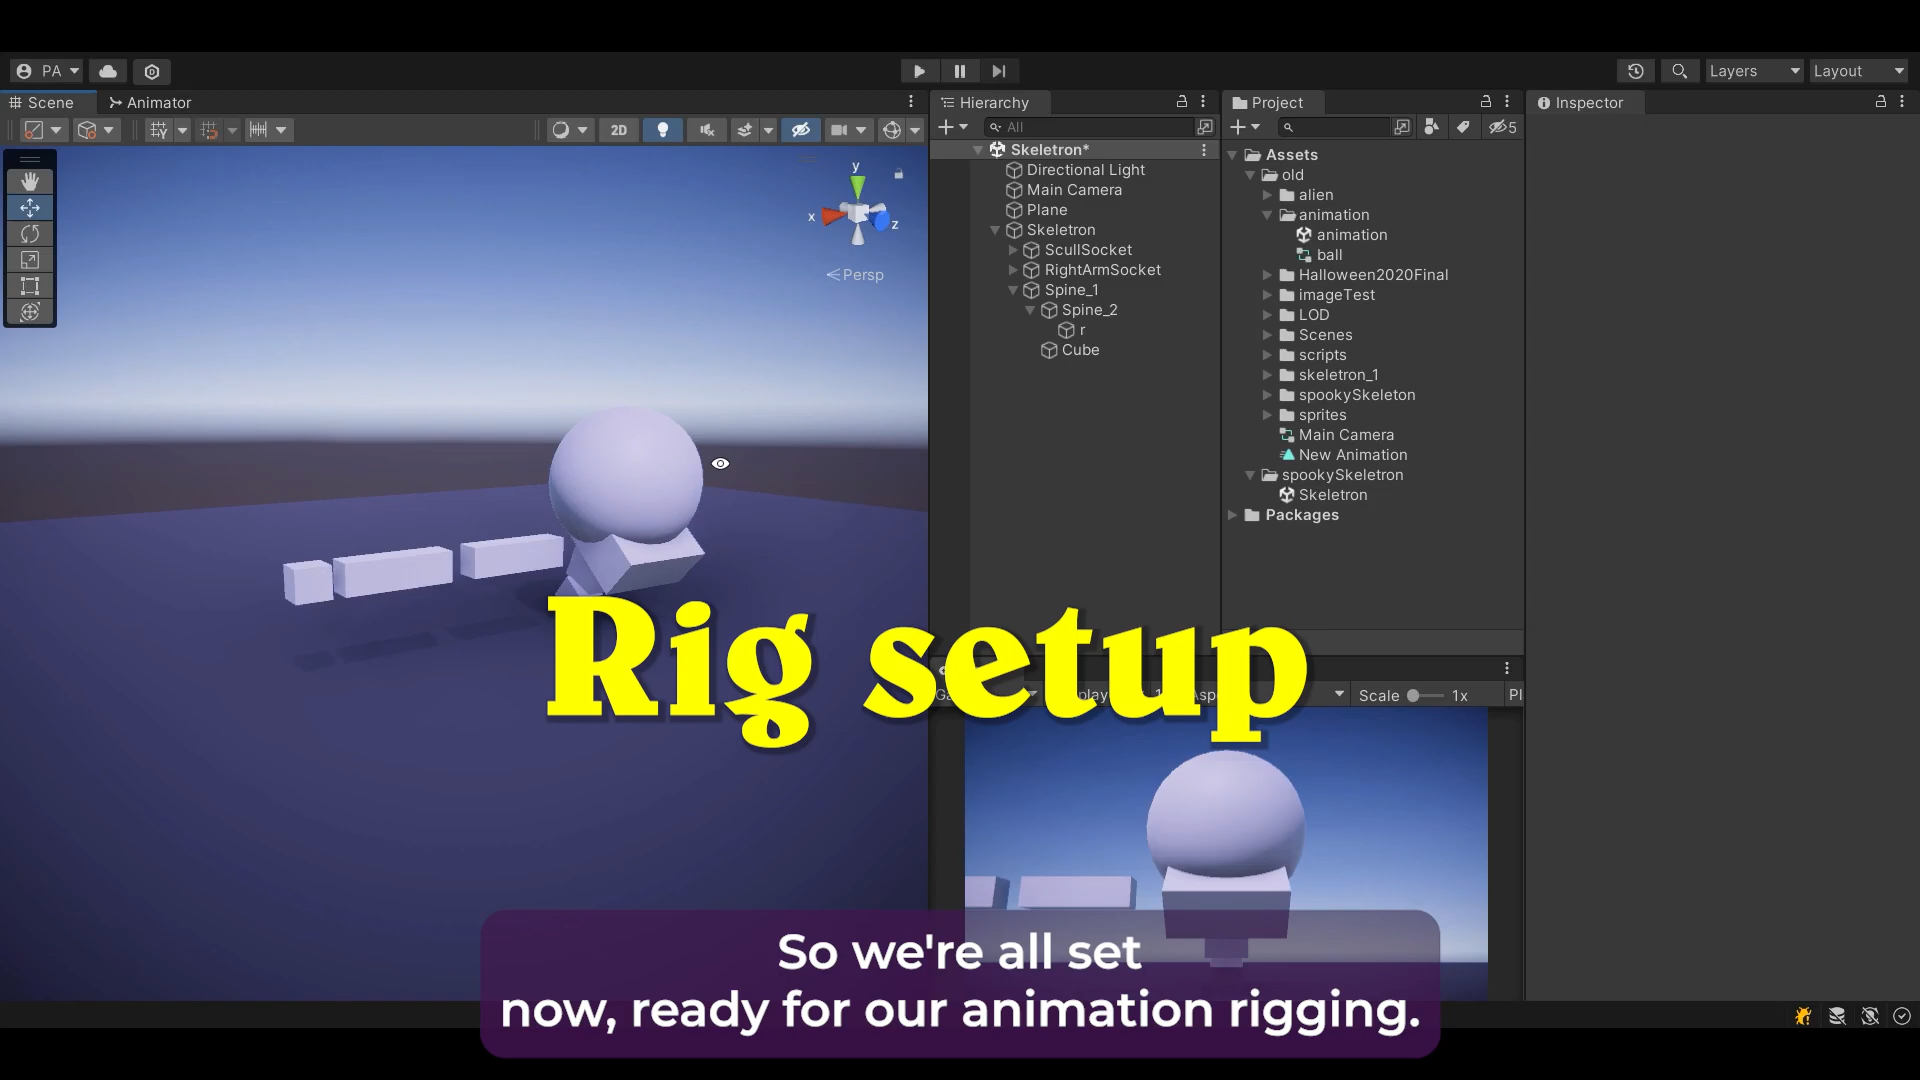 PA
Layers
Layout
Scene
Animator
Hierarchy
Project
Inspector
2D
All
5
Skeletron*
Directional Light
Main Camera
Plane
Skeletron
ScullSocket
RightArmSocket
Spine_1
Spine_2
r
Cube
Assets
old
alien
animation
animation
ball
Halloween2020Final
imageTest
LOD
Scenes
scripts
skeletron_1
spookySkeleton
sprites
Main Camera
New Animation
spookySkeletron
Skeletron
Packages
y
x
z
Persp
Rig setup
Scale 1x
So we're all set
now, ready for our animation rigging.